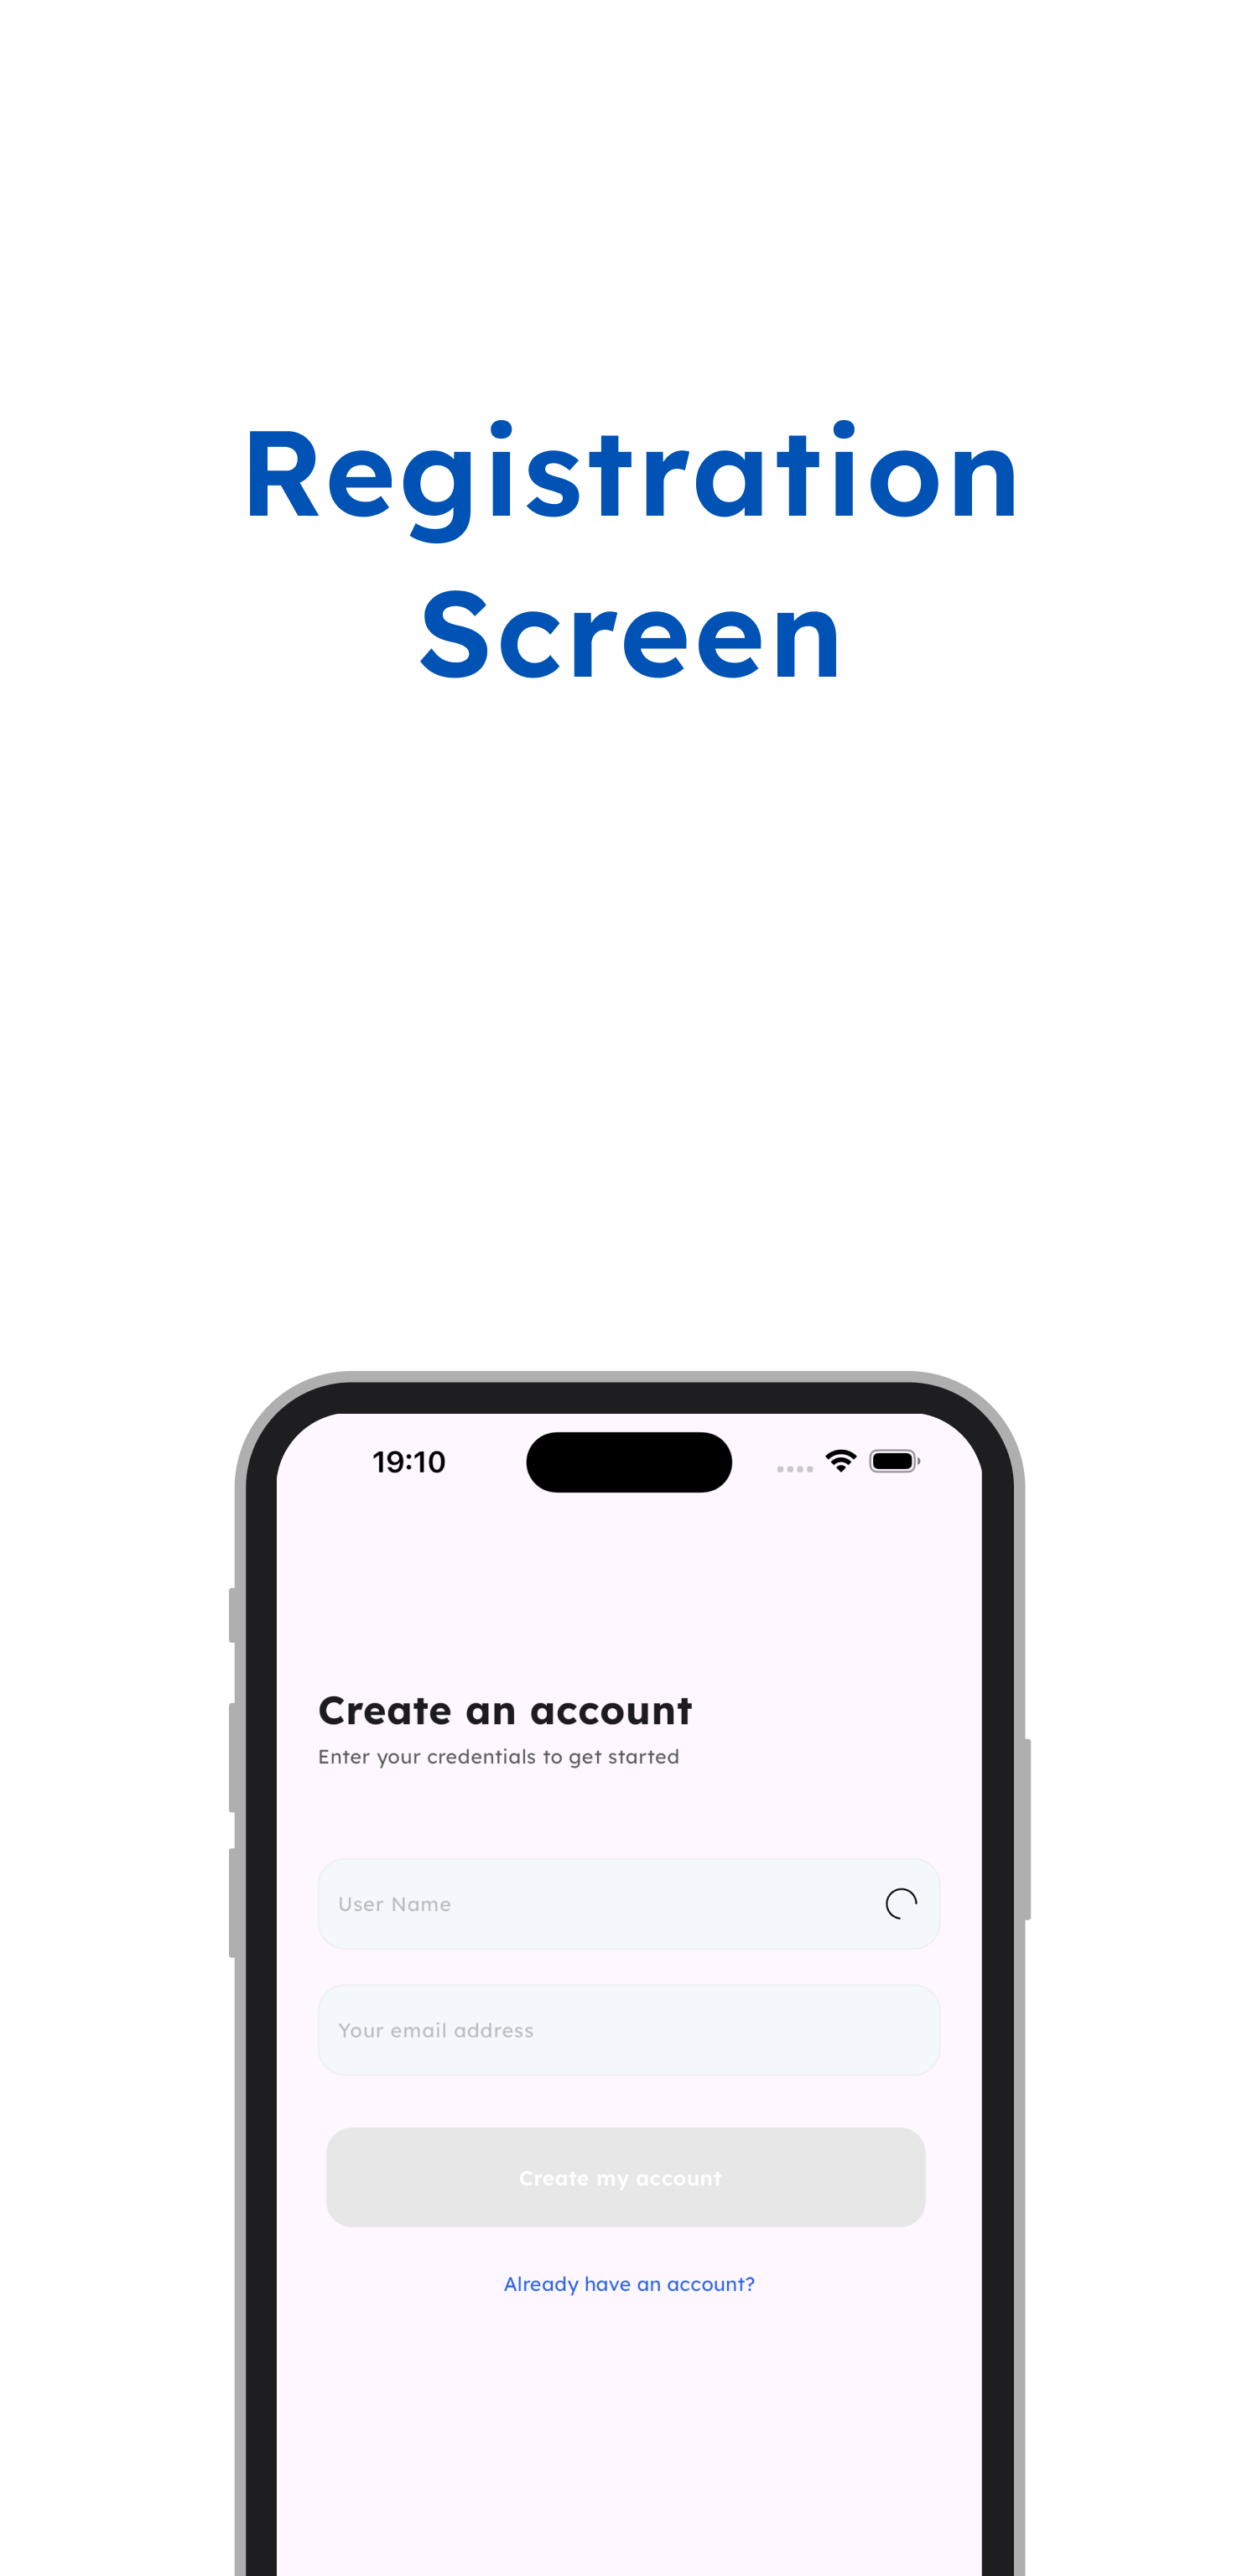 Registration
Screen
19:10
Create an account
Enter your credentials to get started
User Name
Your email address
Create my account
Already have an account?